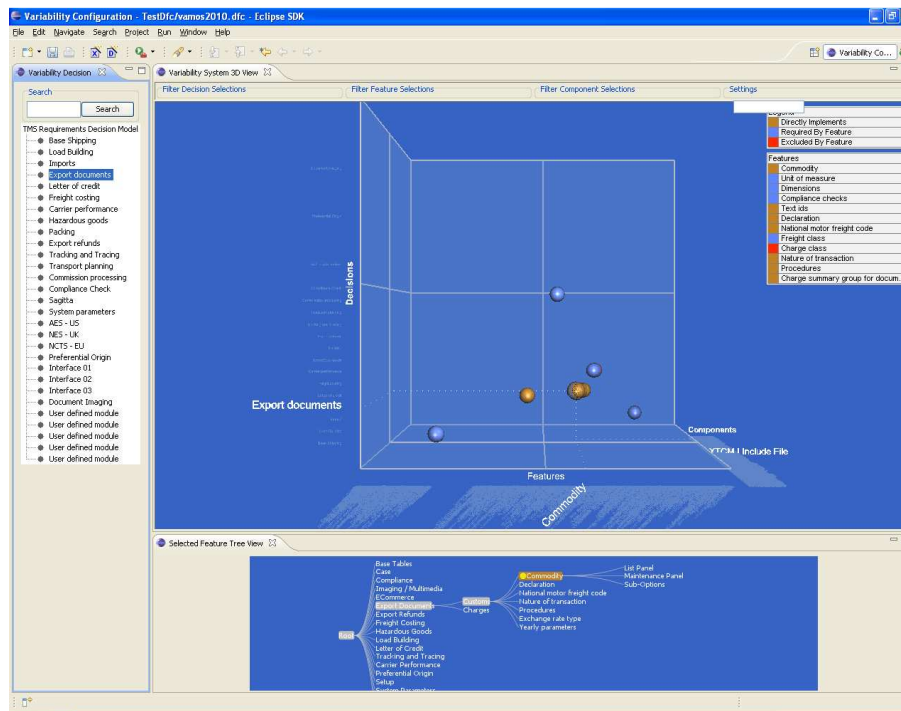 Variability Configuration - TestDfc/vamos2010.dfc - Eclipse SDK
File Edit Navigate Search Project Run Window Help
Variability Co...
Variability Decision
Variability System 3D View
Search
Search
TMS Requirements Decision Model
Base Shipping
Load Building
Imports
Export documents
Letter of credit
Freight costing
Carrier performance
Hazardous goods
Packing
Export refunds
Tracking and Tracing
Transport planning
Commission processing
Compliance Check
Sagitta
System parameters
AES - US
NES - UK
NCTS - EU
Preferential Origin
Interface 01
Interface 02
Interface 03
Document Imaging
User defined module
User defined module
User defined module
User defined module
User defined module
Filter Decision Selections
Filter Feature Selections
Filter Component Selections
Settings
Legend
Directly Implements
Required By Feature
Excluded By Feature
Features
Commodity
Unit of measure
Dimensions
Compliance checks
Text ids
Declaration
National motor freight code
Freight class
Charge class
Nature of transaction
Procedures
Charge summary group for docum.
Decisions
Export documents
Components
XTCM I Include File
Features
Commodity
Selected Feature Tree View
Root
Base Tables
Case
Compliance
Imaging / Multimedia
ECommerce
Export Documents
Export Refunds
Freight Costing
Hazardous Goods
Load Building
Letter of Credit
Tracking and Tracing
Carrier Performance
Preferential Origin
Setup
System Parameters
Customs
Charges
Commodity
Declaration
National motor freight code
Nature of transaction
Procedures
Exchange rate type
Yearly parameters
List Panel
Maintenance Panel
Sub-Options